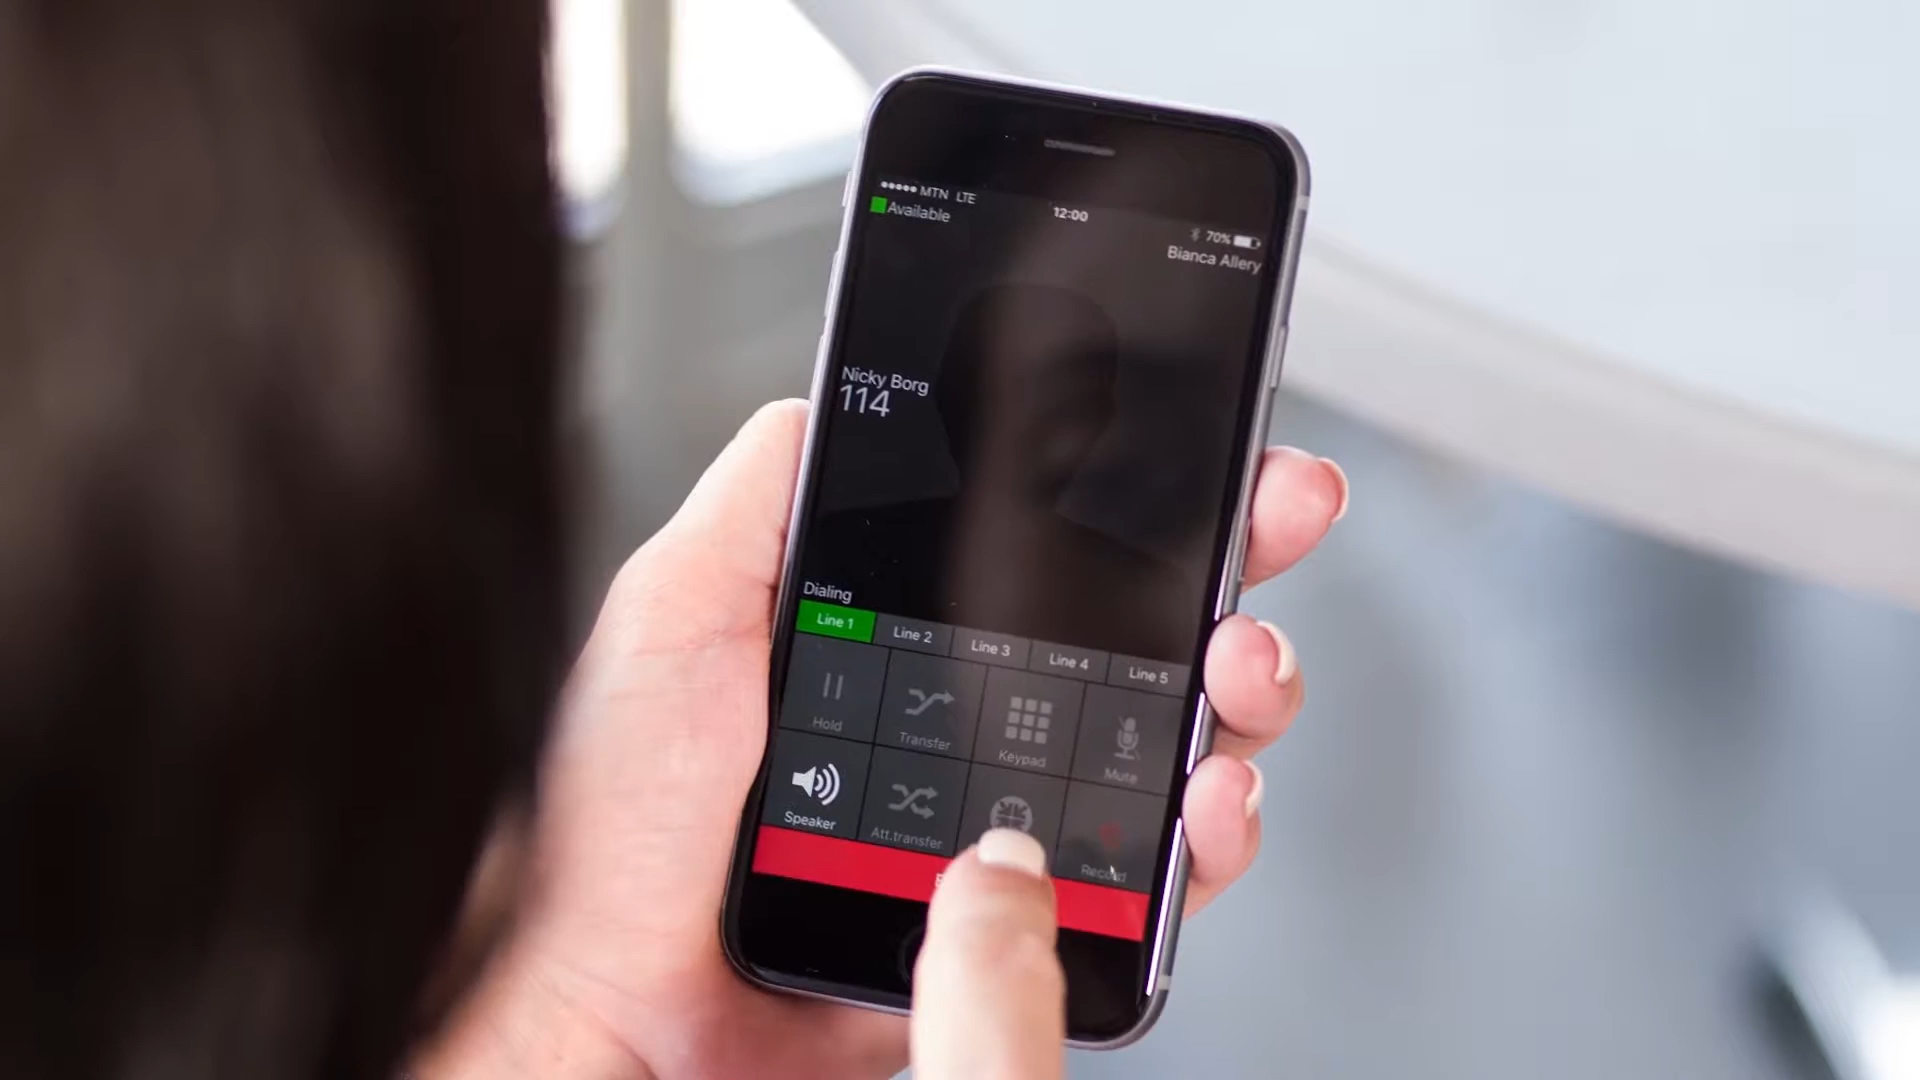 MTN LTE
12:00
70%
Available
Bianca Allery
Nicky Borg
114
Dialing
Line 1
Line 2
Line 3
Line 4
Line 5
Hold
Transfer
Keypad
Mute
Speaker
Att.transfer
Record